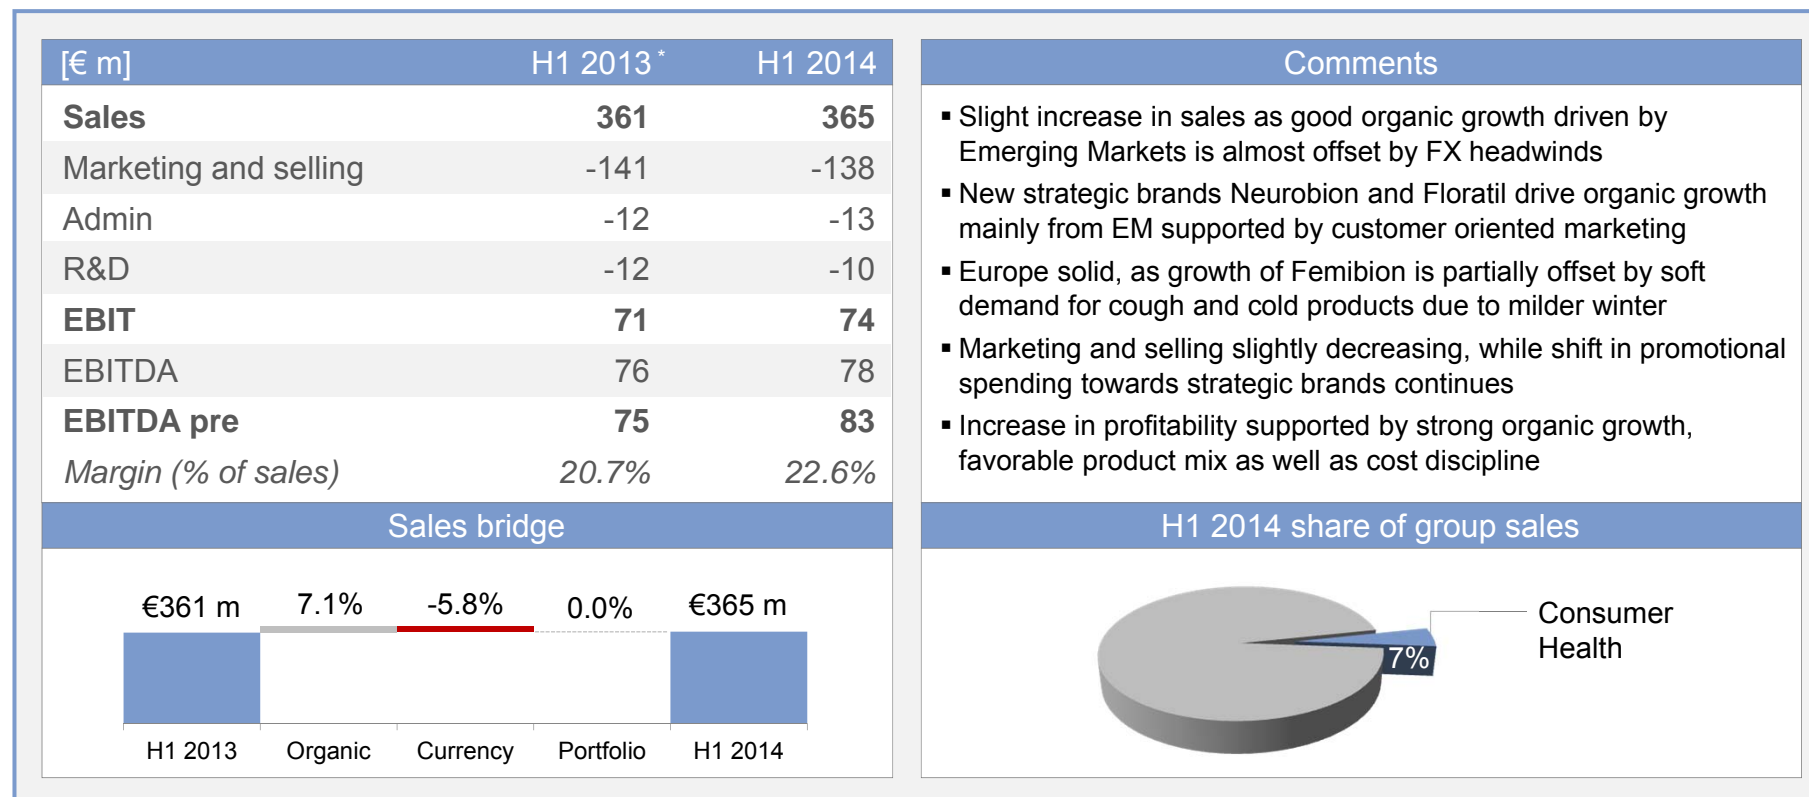 [€ m] H1 2013* H1 2014
Sales 361 365
Marketing and selling -141 -138
Admin -12 -13
R&D -12 -10
EBIT 71 74
EBITDA 76 78
EBITDA pre 75 83
Margin (% of sales) 20.7% 22.6%
Comments
▪ Slight increase in sales as good organic growth driven by
Emerging Markets is almost offset by FX headwinds
▪ New strategic brands Neurobion and Floratil drive organic growth
mainly from EM supported by customer oriented marketing
▪ Europe solid, as growth of Femibion is partially offset by soft
demand for cough and cold products due to milder winter
▪ Marketing and selling slightly decreasing, while shift in promotional
spending towards strategic brands continues
▪ Increase in profitability supported by strong organic growth,
favorable product mix as well as cost discipline
Sales bridge
€361 m 7.1% -5.8% 0.0% €365 m
H1 2013 Organic Currency Portfolio H1 2014
H1 2014 share of group sales
Consumer
Health
7%